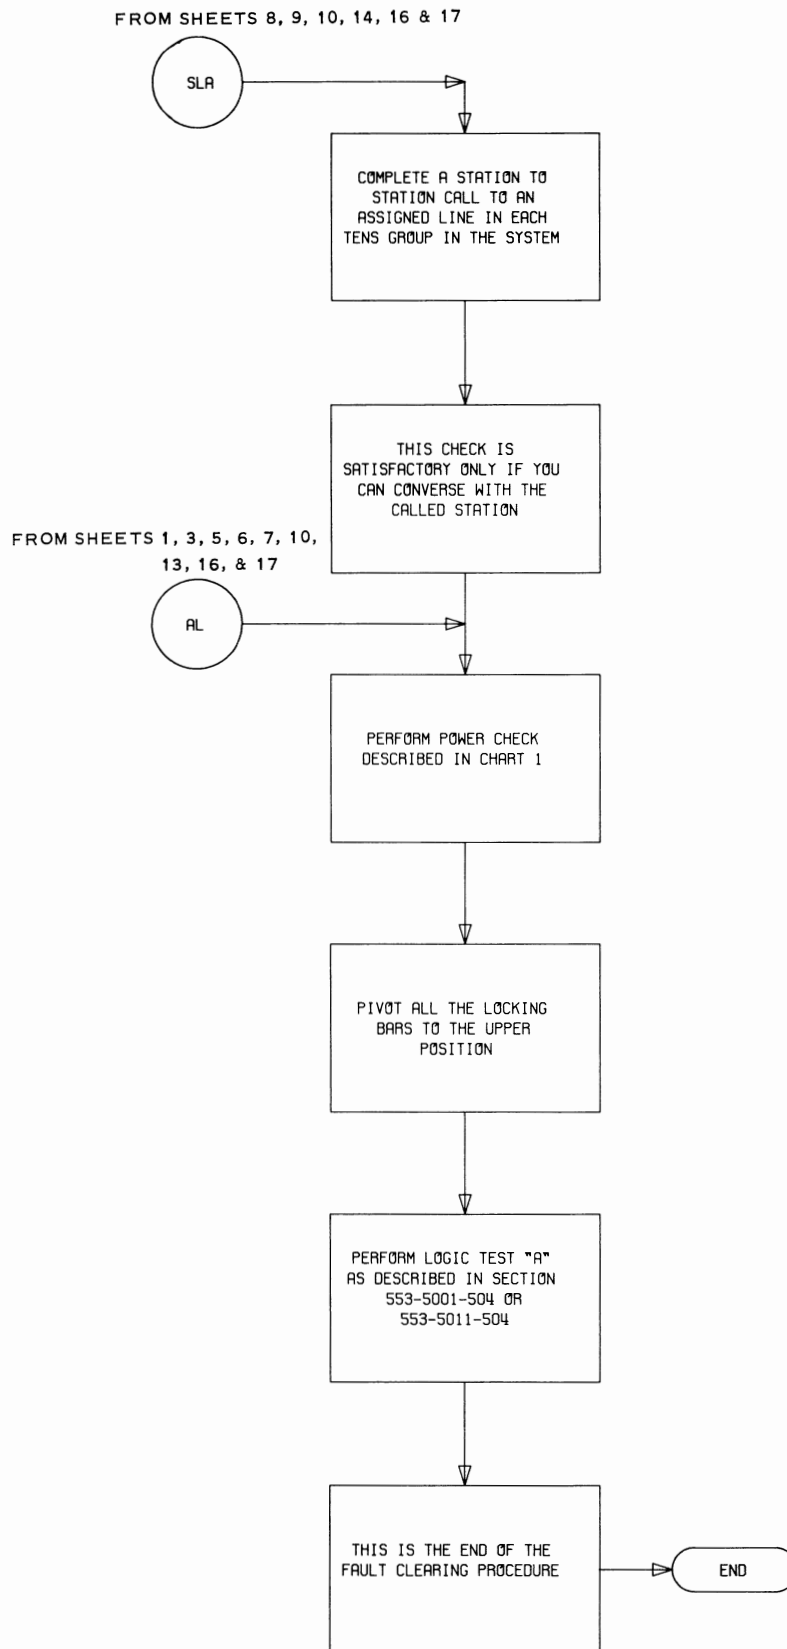 FROM SHEETS 8, 9, 10, 14, 16 & 17
SLA
COMPLETE A STATION TO
STATION CALL TO AN
ASSIGNED LINE IN EACH
TENS GROUP IN THE SYSTEM
THIS CHECK IS
SATISFACTORY ONLY IF YOU
CAN CONVERSE WITH THE
CALLED STATION
FROM SHEETS 1, 3, 5, 6, 7, 10,
13, 16, & 17
AL
PERFORM POWER CHECK
DESCRIBED IN CHART 1
PIVOT ALL THE LOCKING
BARS TO THE UPPER
POSITION
PERFORM LOGIC TEST "A"
AS DESCRIBED IN SECTION
553-5001-504 OR
553-5011-504
THIS IS THE END OF THE
FAULT CLEARING PROCEDURE
END